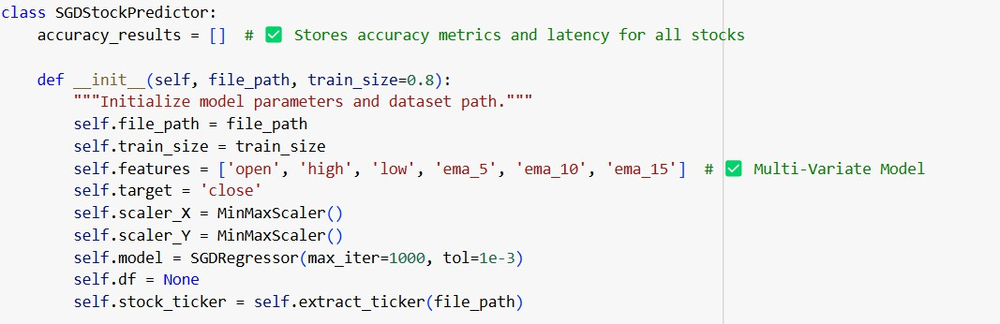 class SGDStockPredictor:
    accuracy_results = []  # ✅ Stores accuracy metrics and latency for all stocks

    def __init__(self, file_path, train_size=0.8):
        """Initialize model parameters and dataset path."""
        self.file_path = file_path
        self.train_size = train_size
        self.features = ['open', 'high', 'low', 'ema_5', 'ema_10', 'ema_15']  # ✅ Multi-Variate Model
        self.target = 'close'
        self.scaler_X = MinMaxScaler()
        self.scaler_Y = MinMaxScaler()
        self.model = SGDRegressor(max_iter=1000, tol=1e-3)
        self.df = None
        self.stock_ticker = self.extract_ticker(file_path)